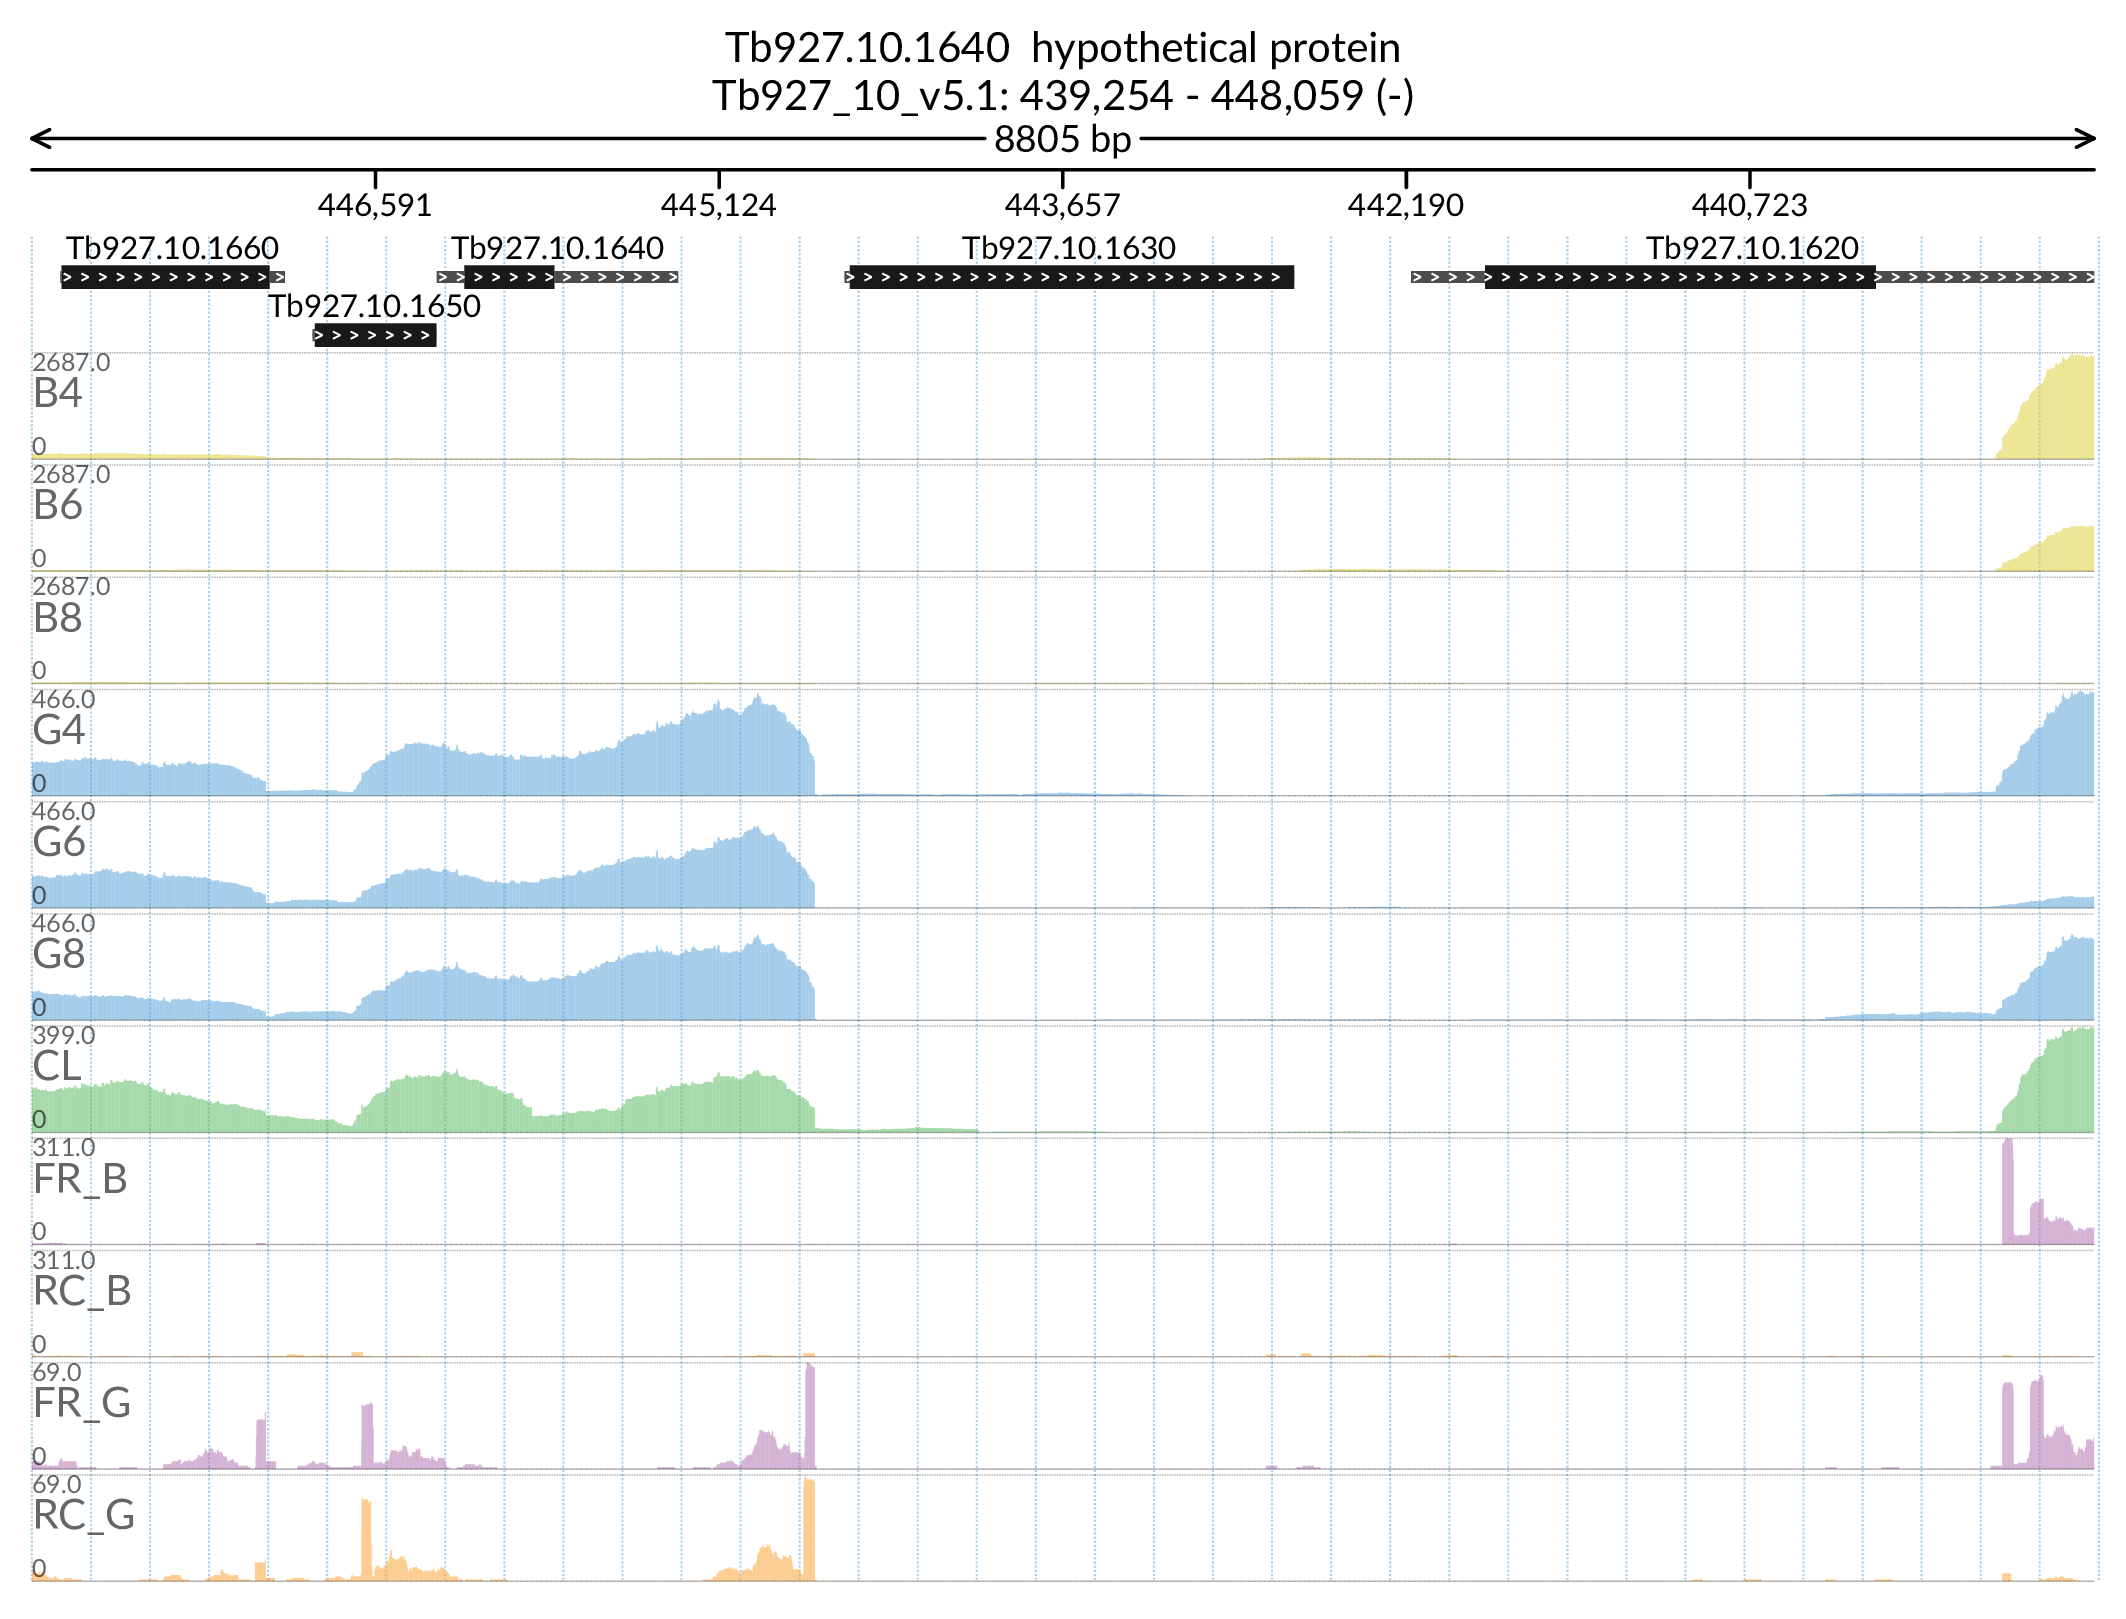 Tb927.10.1640  hypothetical protein
Tb927_10_v5.1: 439,254 - 448,059 (-)
8805 bp
446,591 445,124 443,657 442,190 440,723
Tb927.10.1660 Tb927.10.1640 Tb927.10.1630 Tb927.10.1620
Tb927.10.1650
2687.0
B4
0
2687.0
B6
0
2687.0
B8
0
466.0
G4
0
466.0
G6
0
466.0
G8
0
399.0
CL
0
311.0
FR_B
0
311.0
RC_B
0
69.0
FR_G
0
69.0
RC_G
0